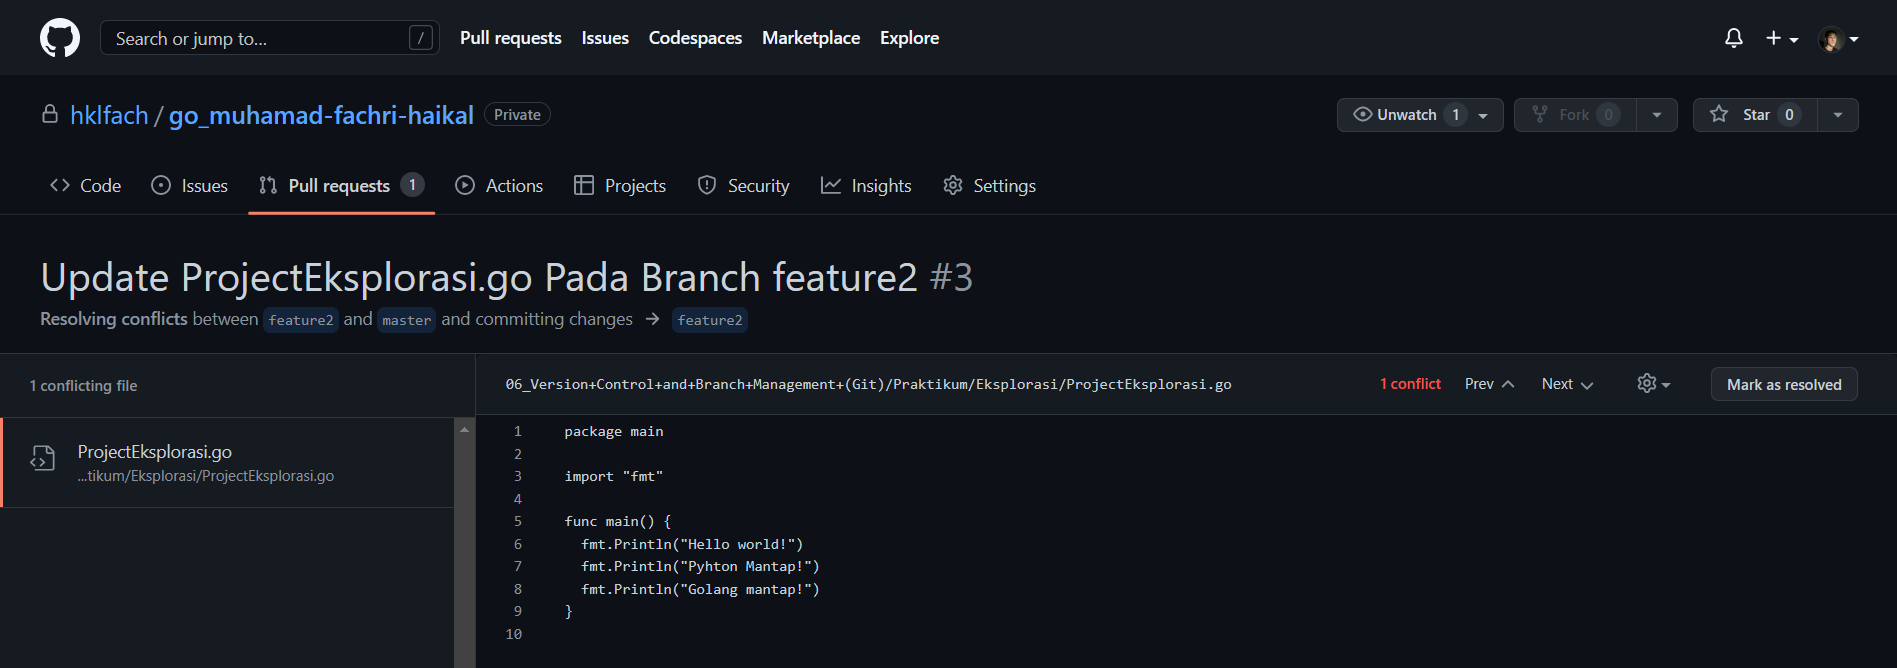 Search or jump to... /
Pull requests Issues Codespaces Marketplace Explore
hklfach / go_muhamad-fachri-haikal Private
Unwatch 1 Fork 0 Star 0
Code Issues Pull requests 1 Actions Projects Security Insights Settings
Update ProjectEksplorasi.go Pada Branch feature2 #3
Resolving conflicts between feature2 and master and committing changes → feature2
1 conflicting file
ProjectEksplorasi.go
...tikum/Eksplorasi/ProjectEksplorasi.go
06_Version+Control+and+Branch+Management+(Git)/Praktikum/Eksplorasi/ProjectEksplorasi.go
1 conflict Prev Next Mark as resolved
1 package main
2
3 import "fmt"
4
5 func main() {
6 fmt.Println("Hello world!")
7 fmt.Println("Pyhton Mantap!")
8 fmt.Println("Golang mantap!")
9 }
10